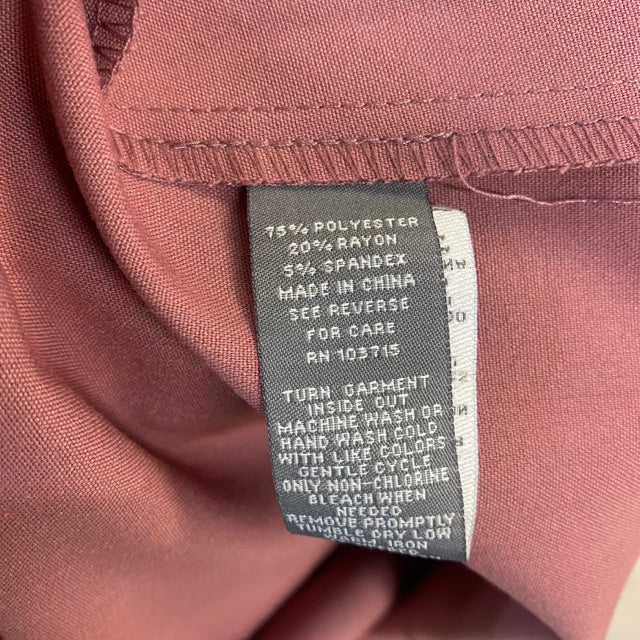 75% POLYESTER
20% RAYON
5% SPANDEX
MADE IN CHINA
SEE REVERSE
FOR CARE
RN 103715
TURN GARMENT
INSIDE OUT
MACHINE WASH OR
HAND WASH COLD
WITH LIKE COLORS
GENTLE CYCLE
ONLY NON-CHLORINE
BLEACH WHEN
NEEDED
REMOVE PROMPTLY
TUMBLE DRY LOW
IRON